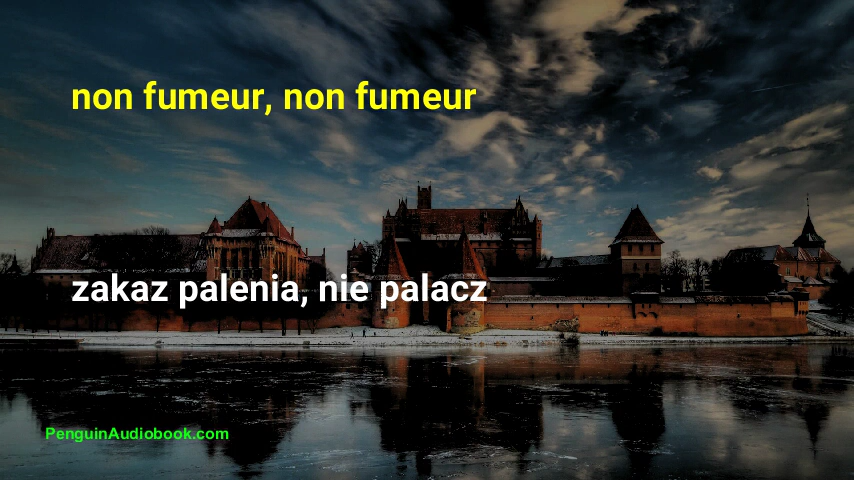 non fumeur, non fumeur
zakaz palenia, nie palacz
PenguinAudiobook.com